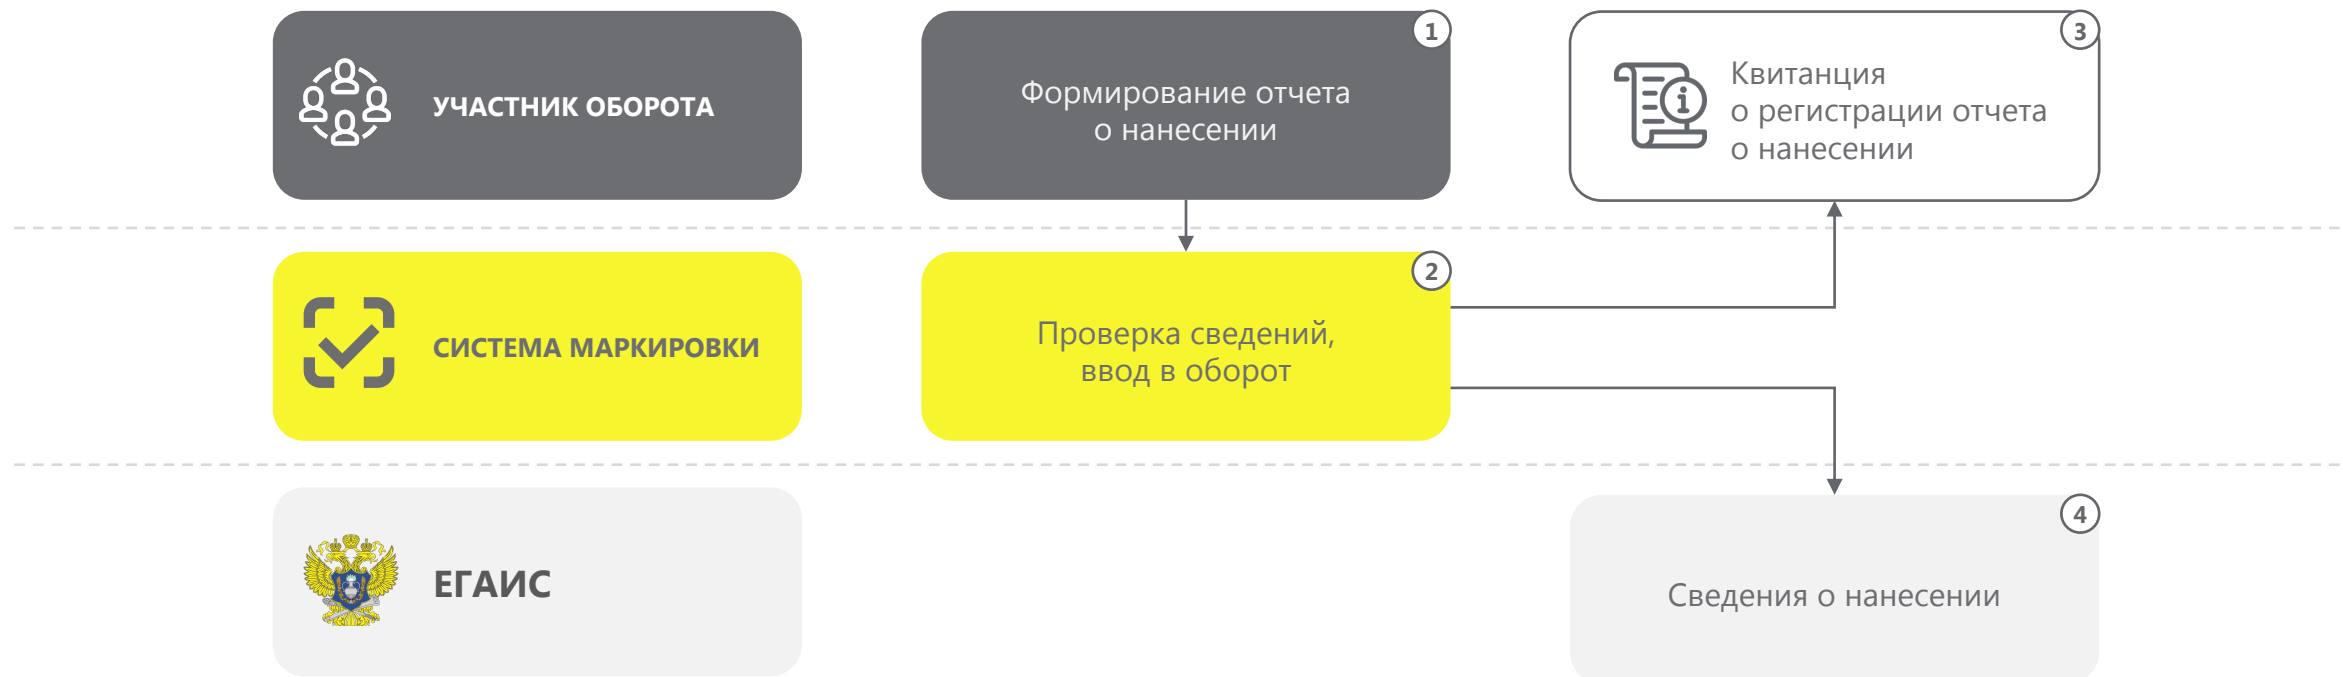 УЧАСТНИК ОБОРОТА
1
Формирование отчета
о нанесении
3
Квитанция
о регистрации отчета
о нанесении
СИСТЕМА МАРКИРОВКИ
2
Проверка сведений,
ввод в оборот
ЕГАИС
4
Сведения о нанесении